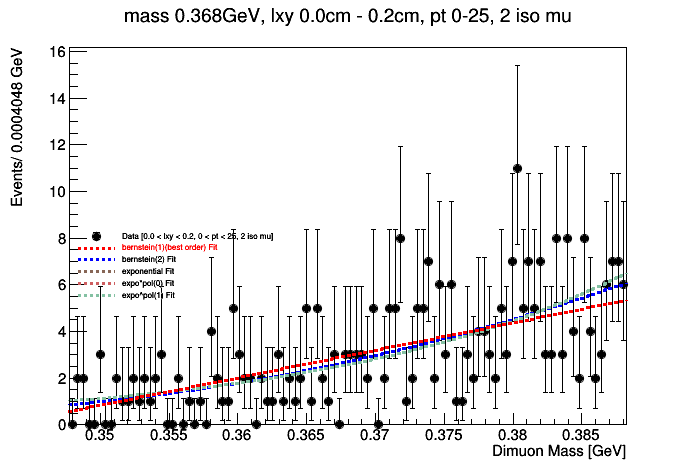 mass 0.368GeV, lxy 0.0cm - 0.2cm, pt 0-25, 2 iso mu
Events/ 0.0004048 GeV
16
14
12
10
8
6
4
2
0
Data [0.0 < lxy < 0.2, 0 < pt < 25, 2 iso mu]
bernstein(1)(best order) Fit
bernstein(2) Fit
exponential Fit
expo*pol(0) Fit
expo*pol(1) Fit
0.35 0.355 0.36 0.365 0.37 0.375 0.38 0.385
Dimuon Mass [GeV]